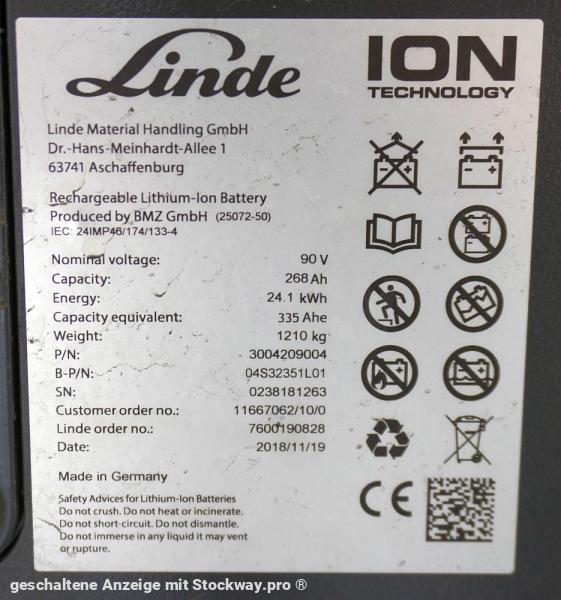 Linde
ION
TECHNOLOGY
Linde Material Handling GmbH
Dr.-Hans-Meinhardt-Allee 1
63741 Aschaffenburg
Rechargeable Lithium-Ion Battery
Produced by BMZ GmbH (25072-50)
IEC: 24IMP46/174/133-4
Nominal voltage: 90 V
Capacity: 268 Ah
Energy: 24.1 kWh
Capacity equivalent: 335 Ahe
Weight: 1210 kg
P/N: 3004209004
B-P/N: 04S32351L01
SN: 0238181263
Customer order no.: 11667062/10/0
Linde order no.: 7600190828
Date: 2018/11/19
Made in Germany
Safety Advices for Lithium-Ion Batteries
Do not crush. Do not heat or incinerate.
Do not short-circuit. Do not dismantle.
Do not immerse in any liquid it may vent
or rupture.
CE
geschaltene Anzeige mit Stockway.pro ®